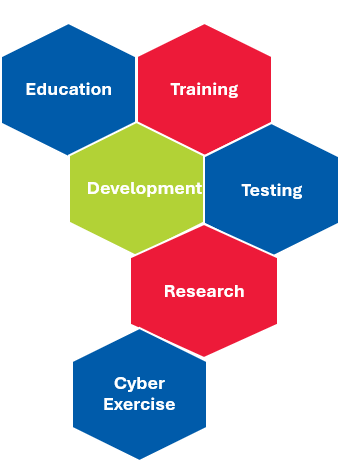 Education
Training
Development
Testing
Research
Cyber
Exercise